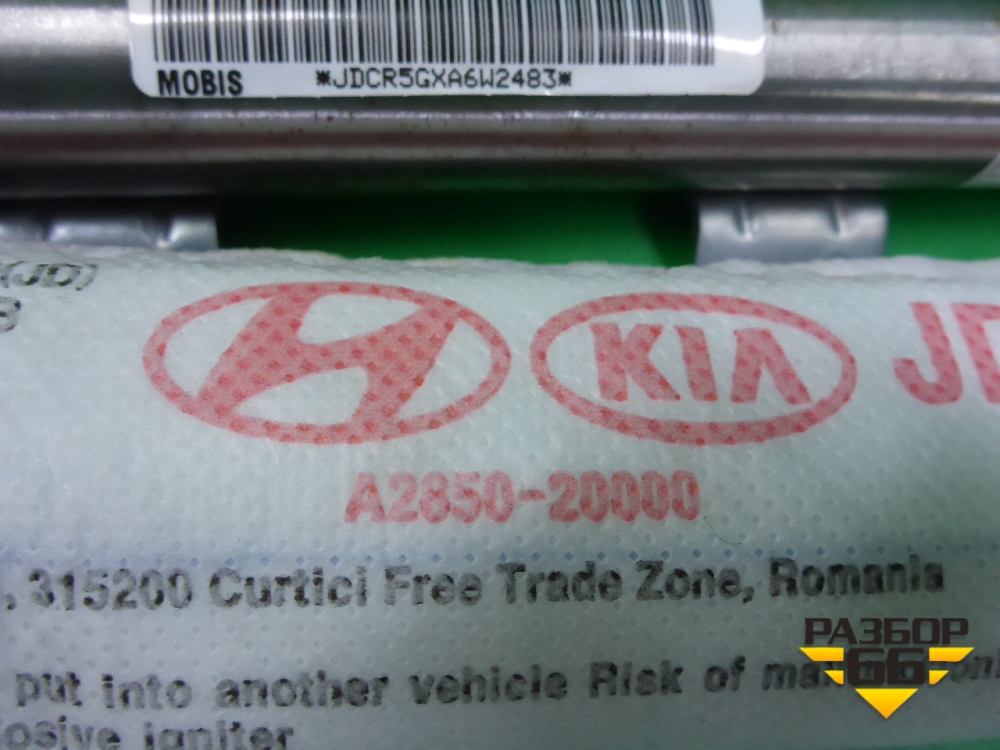 MOBIS *JDCR5GXA6W2483*
(JD)
KIA
A2850-20000
, 315200 Curtici Free Trade Zone, Romania
put into another vehicle Risk of
igniter
РАЗБОР
66